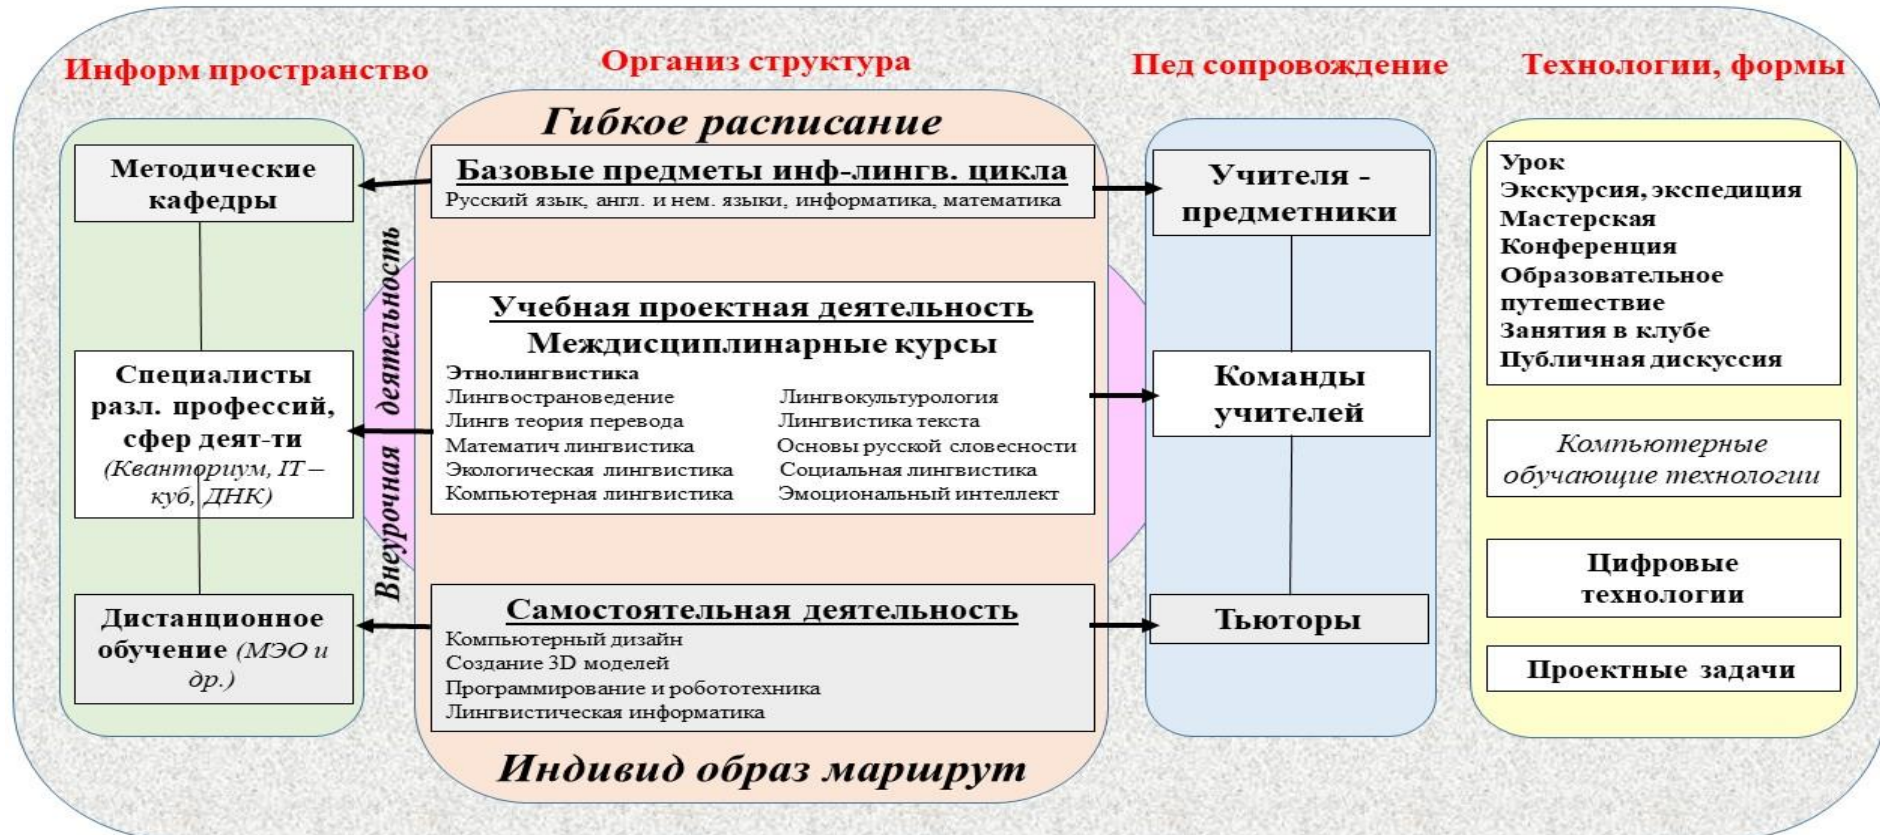 Информ пространство
Организ структура
Пед сопровождение
Технологии, формы
Методические
кафедры
Специалисты
разл. профессий,
сфер деят-ти
(Кванториум, IT –
куб, ДНК)
Дистанционное
обучение (МЭО и
др.)
Внеурочная деятельность
Гибкое расписание
Базовые предметы инф-лингв. цикла
Русский язык, англ. и нем. языки, информатика, математика
Учебная проектная деятельность
Междисциплинарные курсы
Этнолингвистика
Лингвострановедение Лингвокультурология
Лингв теория перевода Лингвистика текста
Математич лингвистика Основы русской словесности
Экологическая лингвистика Социальная лингвистика
Компьютерная лингвистика Эмоциональный интеллект
Самостоятельная деятельность
Компьютерный дизайн
Создание 3D моделей
Программирование и робототехника
Лингвистическая информатика
Индивид образ маршрут
Учителя -
предметники
Команды
учителей
Тьюторы
Урок
Экскурсия, экспедиция
Мастерская
Конференция
Образовательное
путешествие
Занятия в клубе
Публичная дискуссия
Компьютерные
обучающие технологии
Цифровые
технологии
Проектные задачи